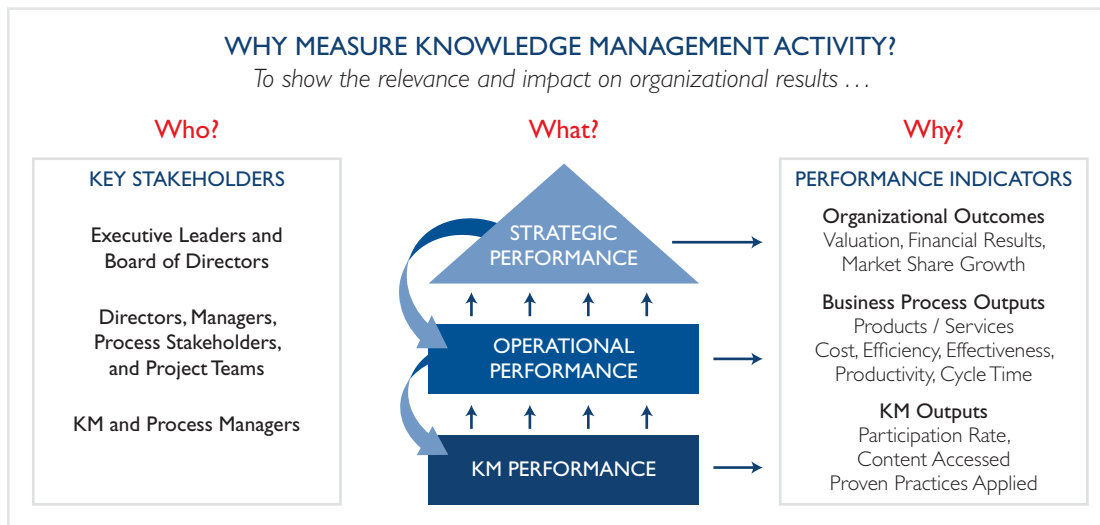 WHY MEASURE KNOWLEDGE MANAGEMENT ACTIVITY?
To show the relevance and impact on organizational results . . .
Who?
KEY STAKEHOLDERS
Executive Leaders and
Board of Directors
Directors, Managers,
Process Stakeholders,
and Project Teams
KM and Process Managers
What?
STRATEGIC
PERFORMANCE
OPERATIONAL
PERFORMANCE
KM PERFORMANCE
Why?
PERFORMANCE INDICATORS
Organizational Outcomes
Valuation, Financial Results,
Market Share Growth
Business Process Outputs
Products / Services
Cost, Efficiency, Effectiveness,
Productivity, Cycle Time
KM Outputs
Participation Rate,
Content Accessed
Proven Practices Applied